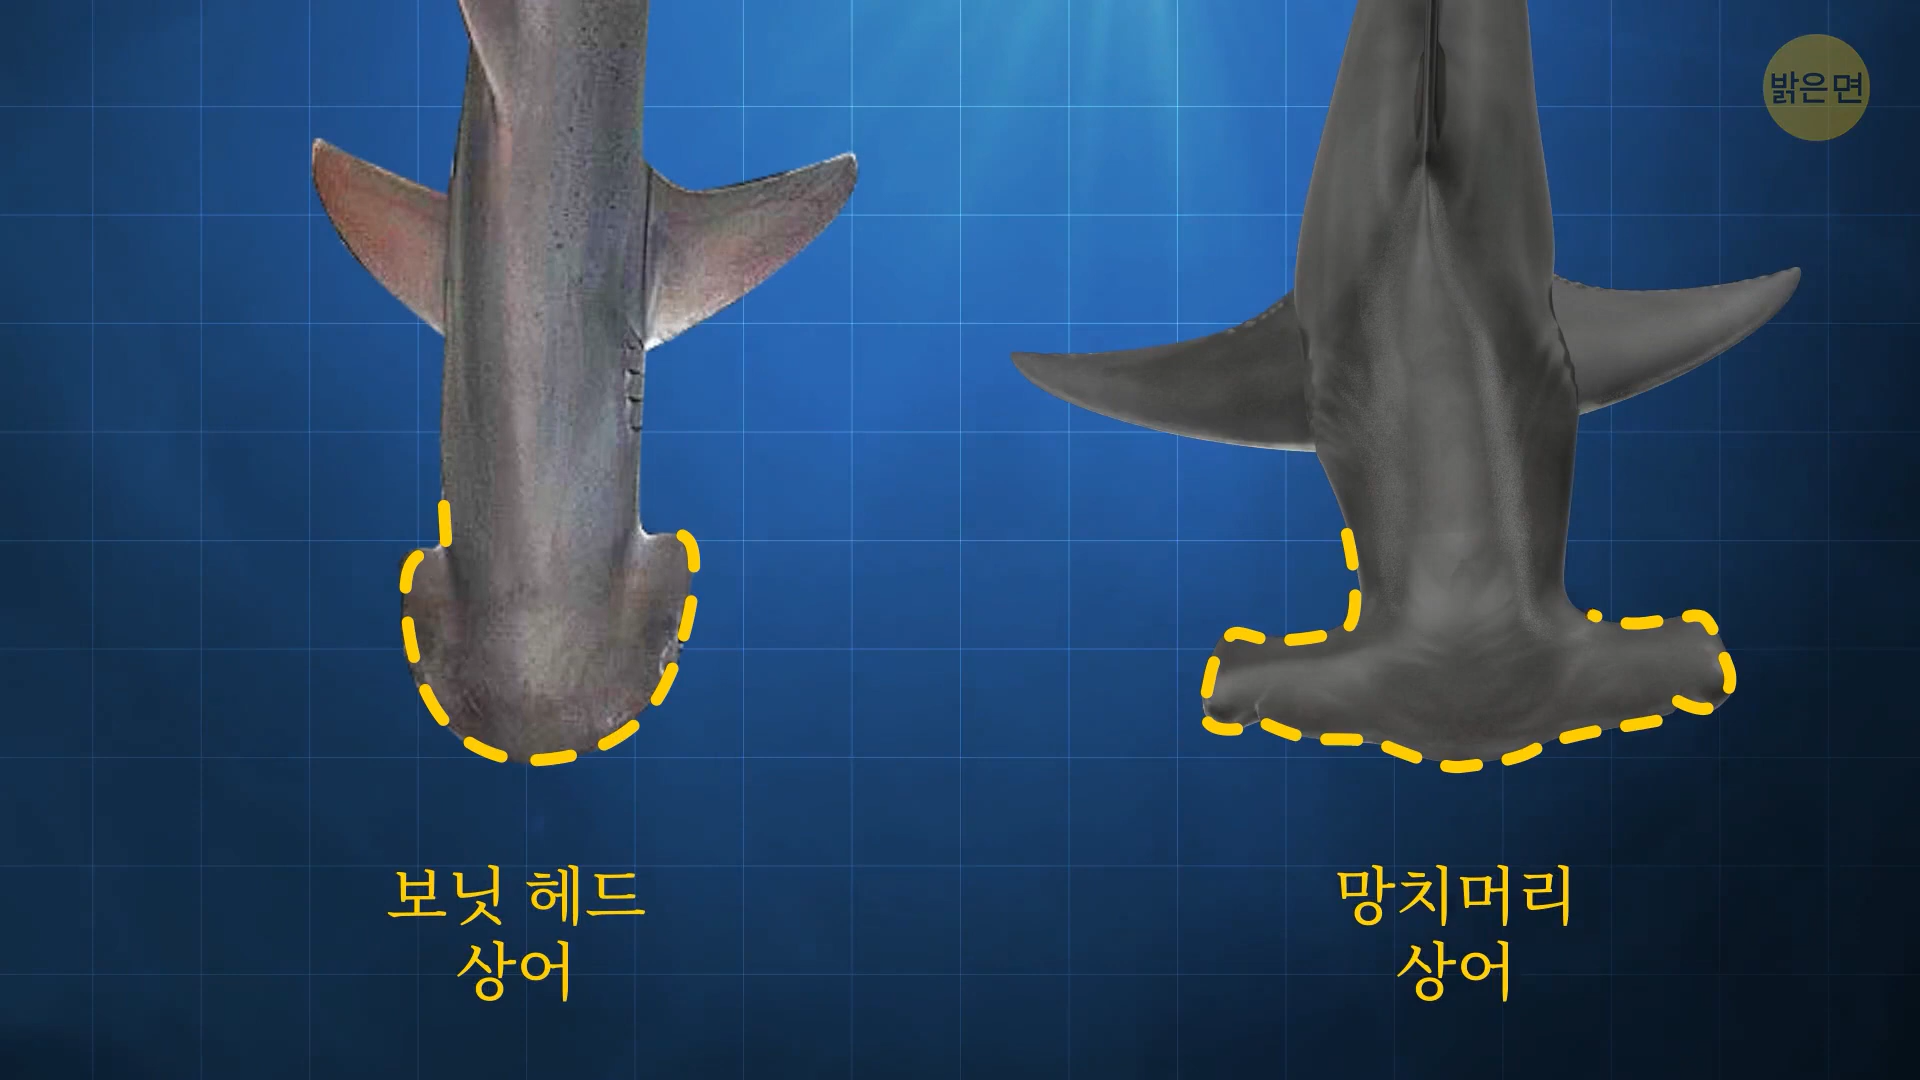 밝은면
보닛 헤드
상어
망치머리
상어